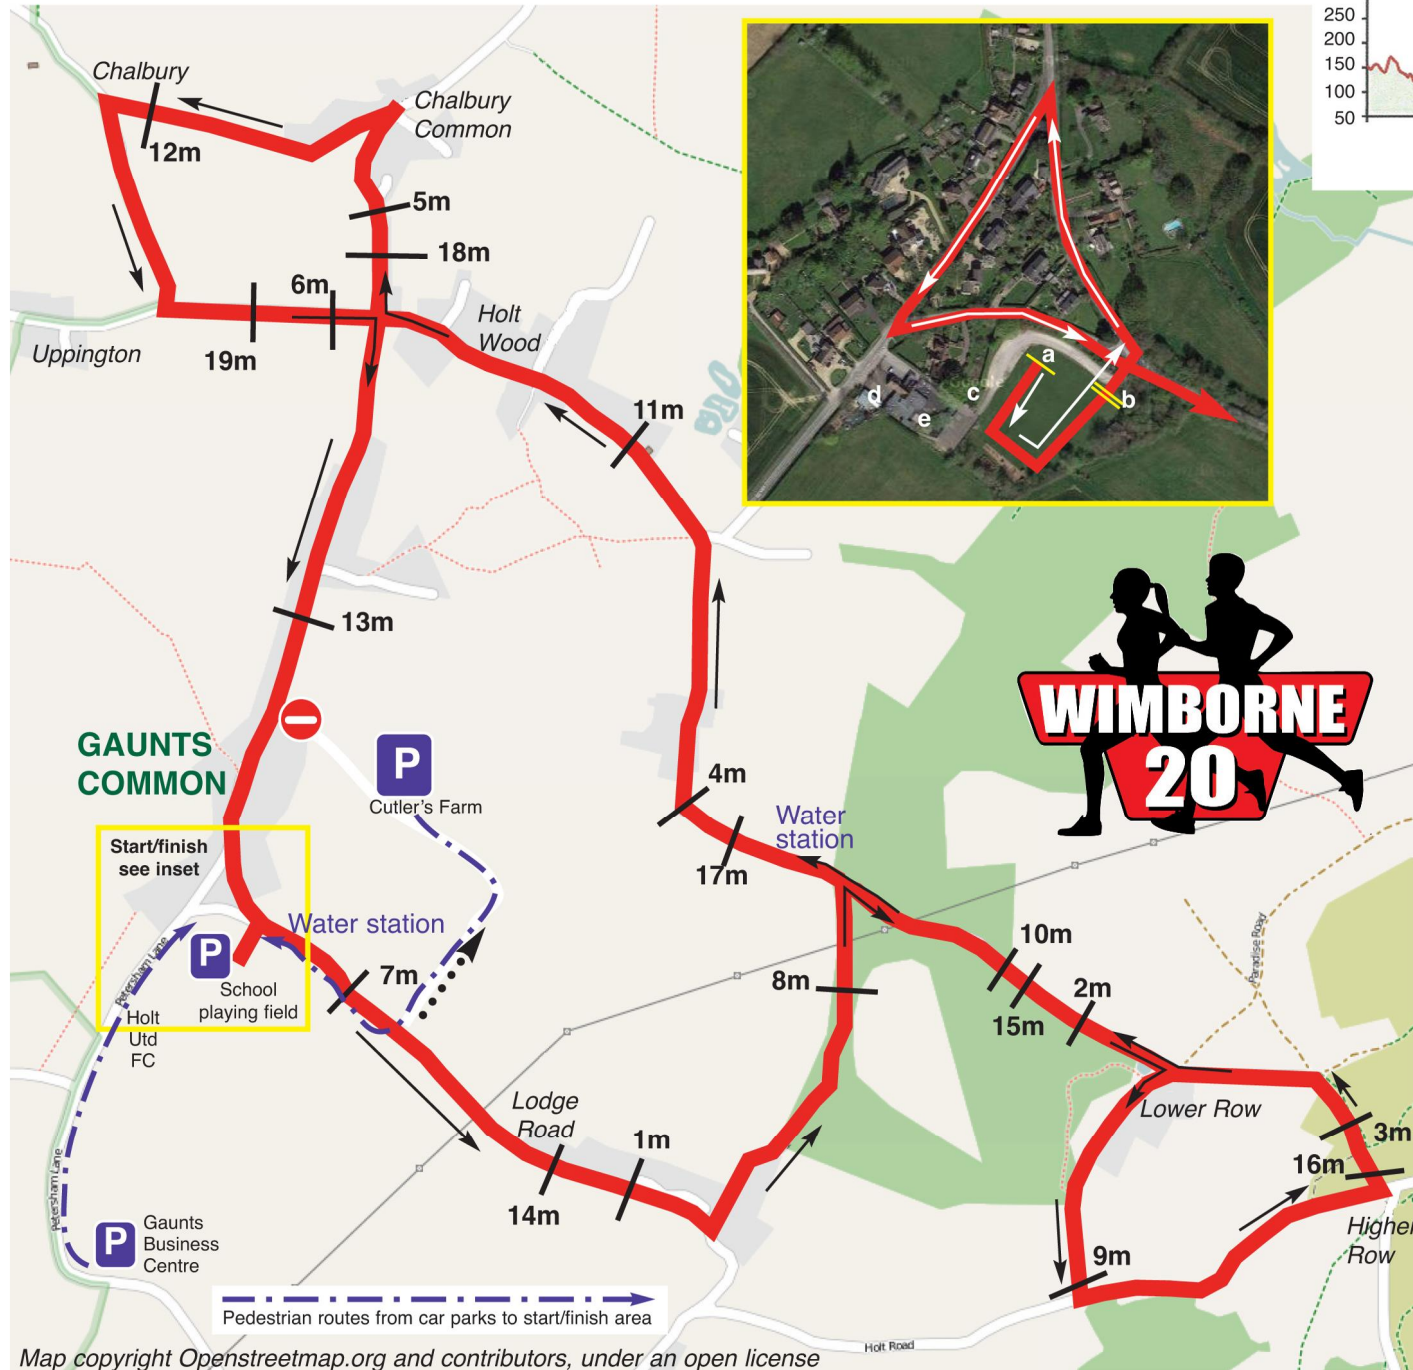 250
200
150
100
50
Chalbury
Chalbury
Common
12m
5m
18m
6m
Holt
Wood
Uppington
19m
11m
a
b
c
d
e
13m
WIMBORNE
20
GAUNTS
COMMON
P
Cutler's Farm
4m
Water
station
17m
Start/finish
see inset
Water station
P
School
playing field
Petersham Lane
Holt
Utd
FC
7m
8m
10m
2m
15m
Paradise Road
Lodge
Road
1m
14m
Lower Row
3m
16m
Higher
Row
9m
Petersham Lane
P
Gaunts
Business
Centre
Pedestrian routes from car parks to start/finish area
Holt Road
Map copyright Openstreetmap.org and contributors, under an open license